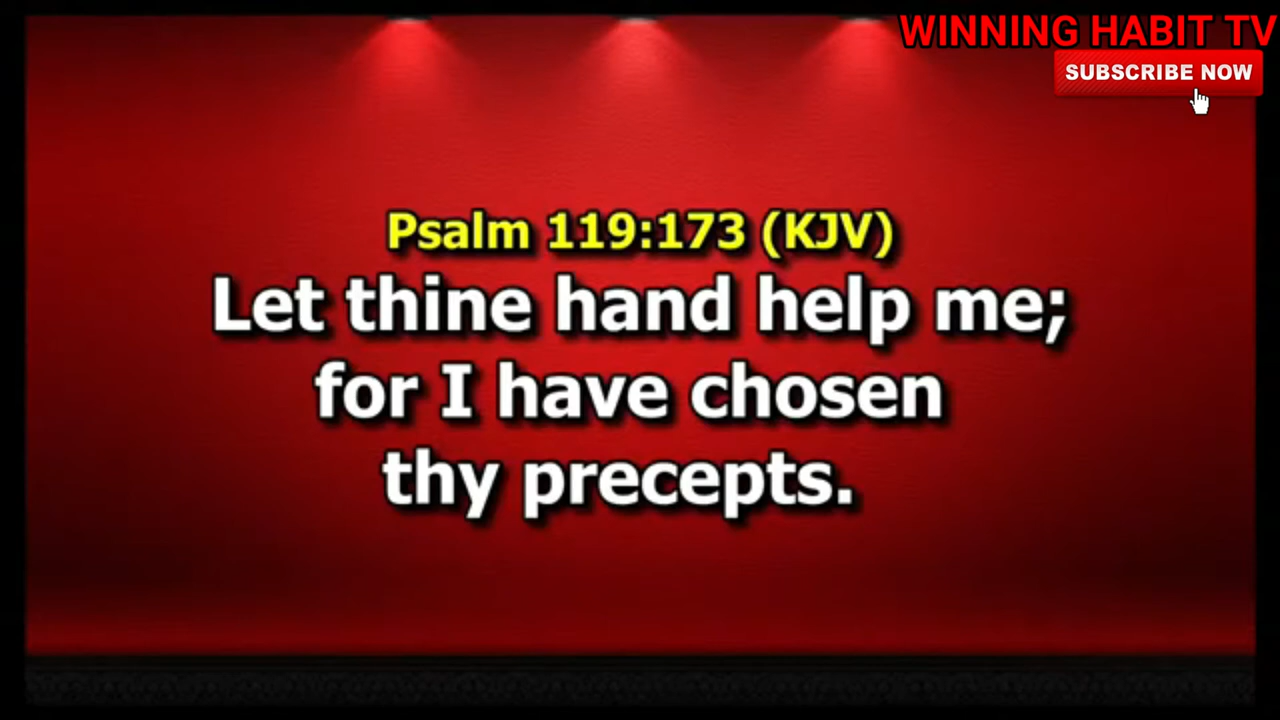 WINNING HABIT TV
SUBSCRIBE NOW
Psalm 119:173 (KJV)
Let thine hand help me;
for I have chosen
thy precepts.